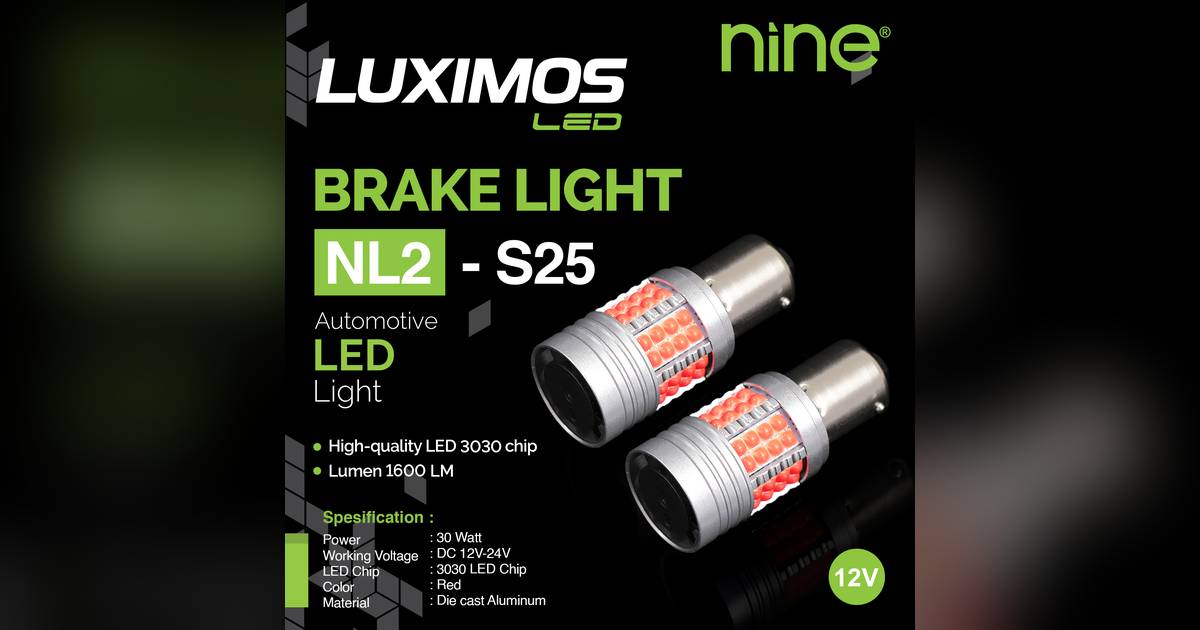 nine®
LUXIMOS
LED
BRAKE LIGHT
NL2 - S25
Automotive
LED
Light
High-quality LED 3030 chip
Lumen 1600 LM
Spesification :
Power : 30 Watt
Working Voltage : DC 12V-24V
LED Chip : 3030 LED Chip
Color : Red
Material : Die cast Aluminum
12V